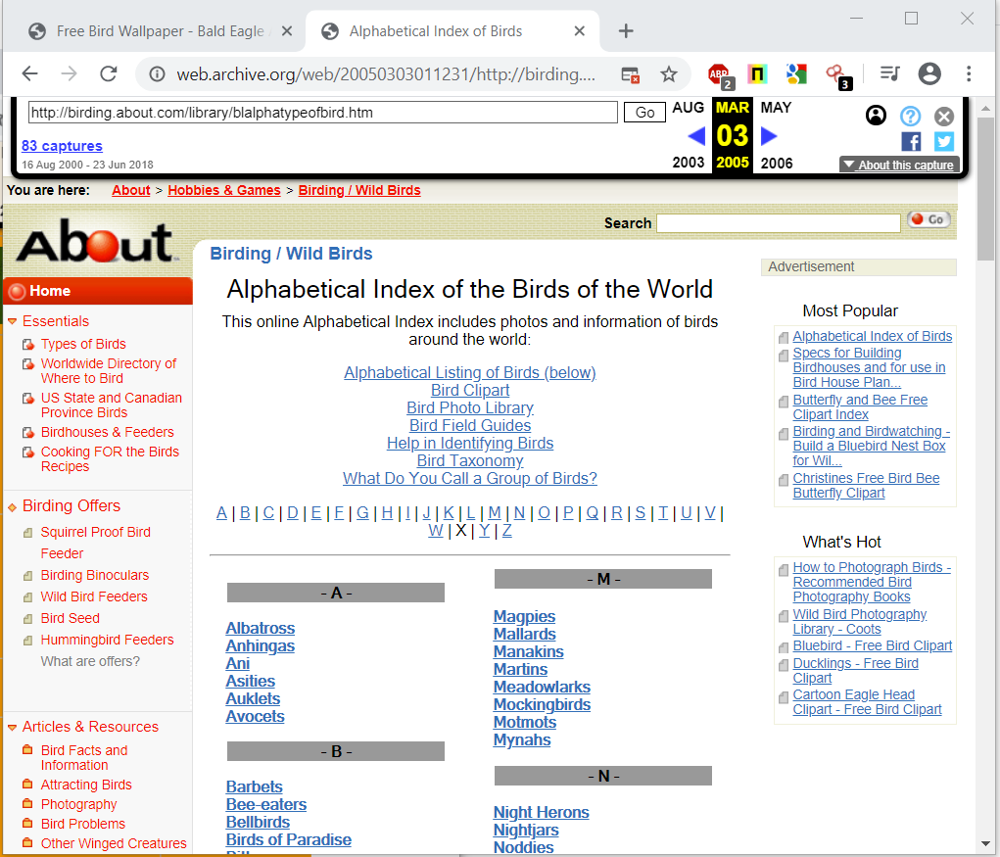 Free Bird Wallpaper - Bald Eagle
Alphabetical Index of Birds
web.archive.org/web/20050303011231/http://birding....
ABP
2
3
http://birding.about.com/library/blalphatypeofbird.htm
Go
AUG MAR MAY
83 captures
03
16 Aug 2000 - 23 Jun 2018
2003 2005 2006
About this capture
You are here: About > Hobbies & Games > Birding / Wild Birds
Search
Go
About
Birding / Wild Birds
Advertisement
Home
Essentials
Types of Birds
Worldwide Directory of
Where to Bird
US State and Canadian
Province Birds
Birdhouses & Feeders
Cooking FOR the Birds
Recipes
Birding Offers
Squirrel Proof Bird
Feeder
Birding Binoculars
Wild Bird Feeders
Bird Seed
Hummingbird Feeders
What are offers?
Articles & Resources
Bird Facts and
Information
Attracting Birds
Photography
Bird Problems
Other Winged Creatures
Alphabetical Index of the Birds of the World
This online Alphabetical Index includes photos and information of birds
around the world:
Alphabetical Listing of Birds (below)
Bird Clipart
Bird Photo Library
Bird Field Guides
Help in Identifying Birds
Bird Taxonomy
What Do You Call a Group of Birds?
A | B | C | D | E | F | G | H | I | J | K | L | M | N | O | P | Q | R | S | T | U | V |
W | X | Y | Z
- A -
Albatross
Anhingas
Ani
Asities
Auklets
Avocets
- B -
Barbets
Bee-eaters
Bellbirds
Birds of Paradise
- M -
Magpies
Mallards
Manakins
Martins
Meadowlarks
Mockingbirds
Motmots
Mynahs
- N -
Night Herons
Nightjars
Noddies
Most Popular
Alphabetical Index of Birds
Specs for Building
Birdhouses and for use in
Bird House Plan...
Butterfly and Bee Free
Clipart Index
Birding and Birdwatching -
Build a Bluebird Nest Box
for Wil...
Christines Free Bird Bee
Butterfly Clipart
What's Hot
How to Photograph Birds -
Recommended Bird
Photography Books
Wild Bird Photography
Library - Coots
Bluebird - Free Bird Clipart
Ducklings - Free Bird
Clipart
Cartoon Eagle Head
Clipart - Free Bird Clipart